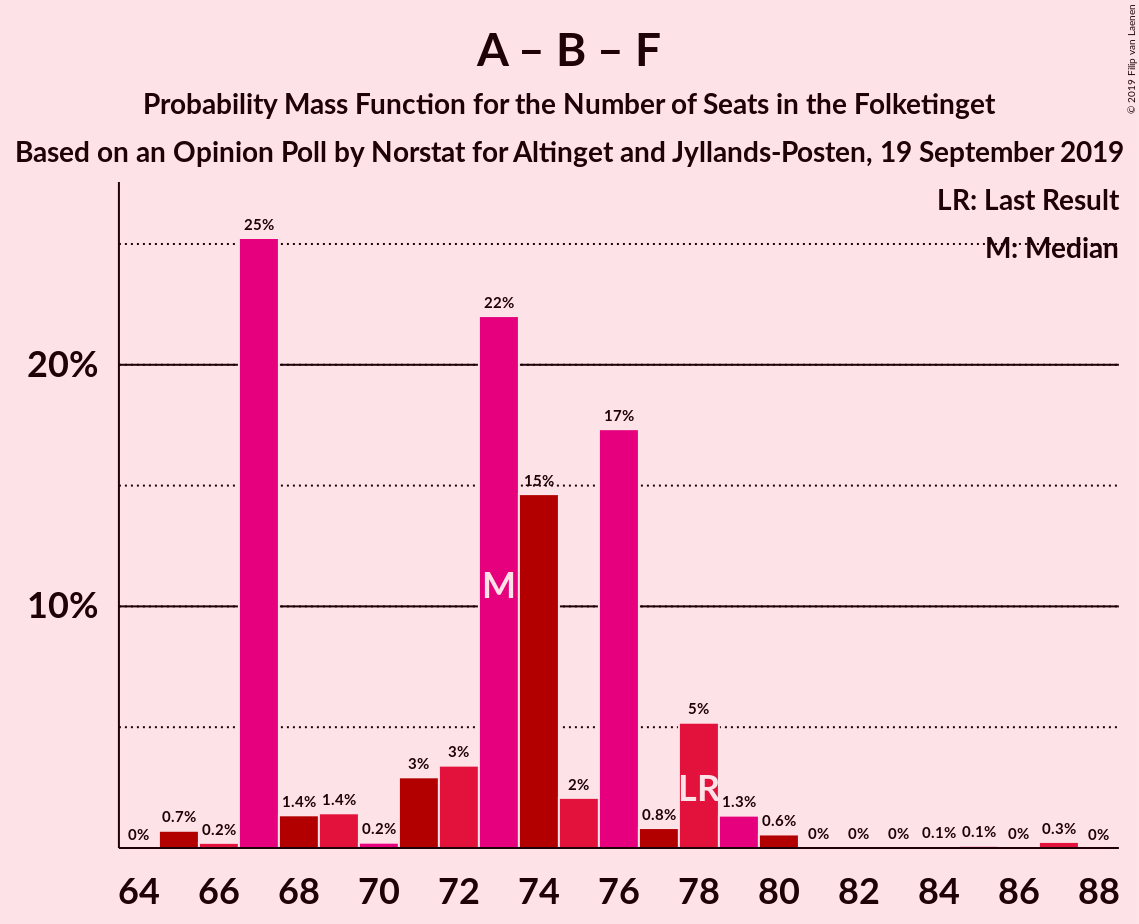 A – B – F
Probability Mass Function for the Number of Seats in the Folketinget
Based on an Opinion Poll by Norstat for Altinget and Jyllands-Posten, 19 September 2019
© 2019 Filip van Laenen
LR: Last Result
M: Median
20%
10%
0% 0.7% 0.2% 25% 1.4% 1.4% 0.2% 3% 3% 22% 15% 2% 17% 0.8% 5% 1.3% 0.6% 0% 0% 0% 0.1% 0.1% 0% 0.3% 0%
M
LR
64 66 68 70 72 74 76 78 80 82 84 86 88